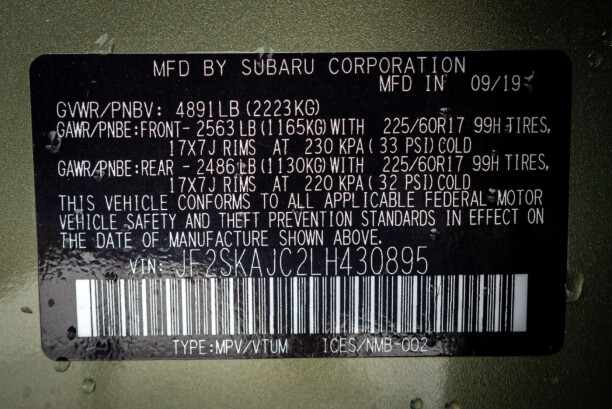 MFD BY SUBARU CORPORATION
MFD IN 09/19
GVWR/PNBV: 4891LB (2223KG)
GAWR/PNBE:FRONT-2563LB(1165KG)WITH 225/60R17 99H TIRES,
17X7J RIMS AT 230 KPA (33 PSI)COLD
GAWR/PNBE:REAR -2486LB(1130KG)WITH 225/60R17 99H TIRES,
17X7J RIMS AT 220 KPA (32 PSI)COLD
THIS VEHICLE CONFORMS TO ALL APPLICABLE FEDERAL MOTOR
VEHICLE SAFETY AND THEFT PREVENTION STANDARDS IN EFFECT ON
THE DATE OF MANUFACTURE SHOWN ABOVE.
VIN: JF2SKAJC2LH430895
TYPE:MPV/VTUM ICES/NMB-002